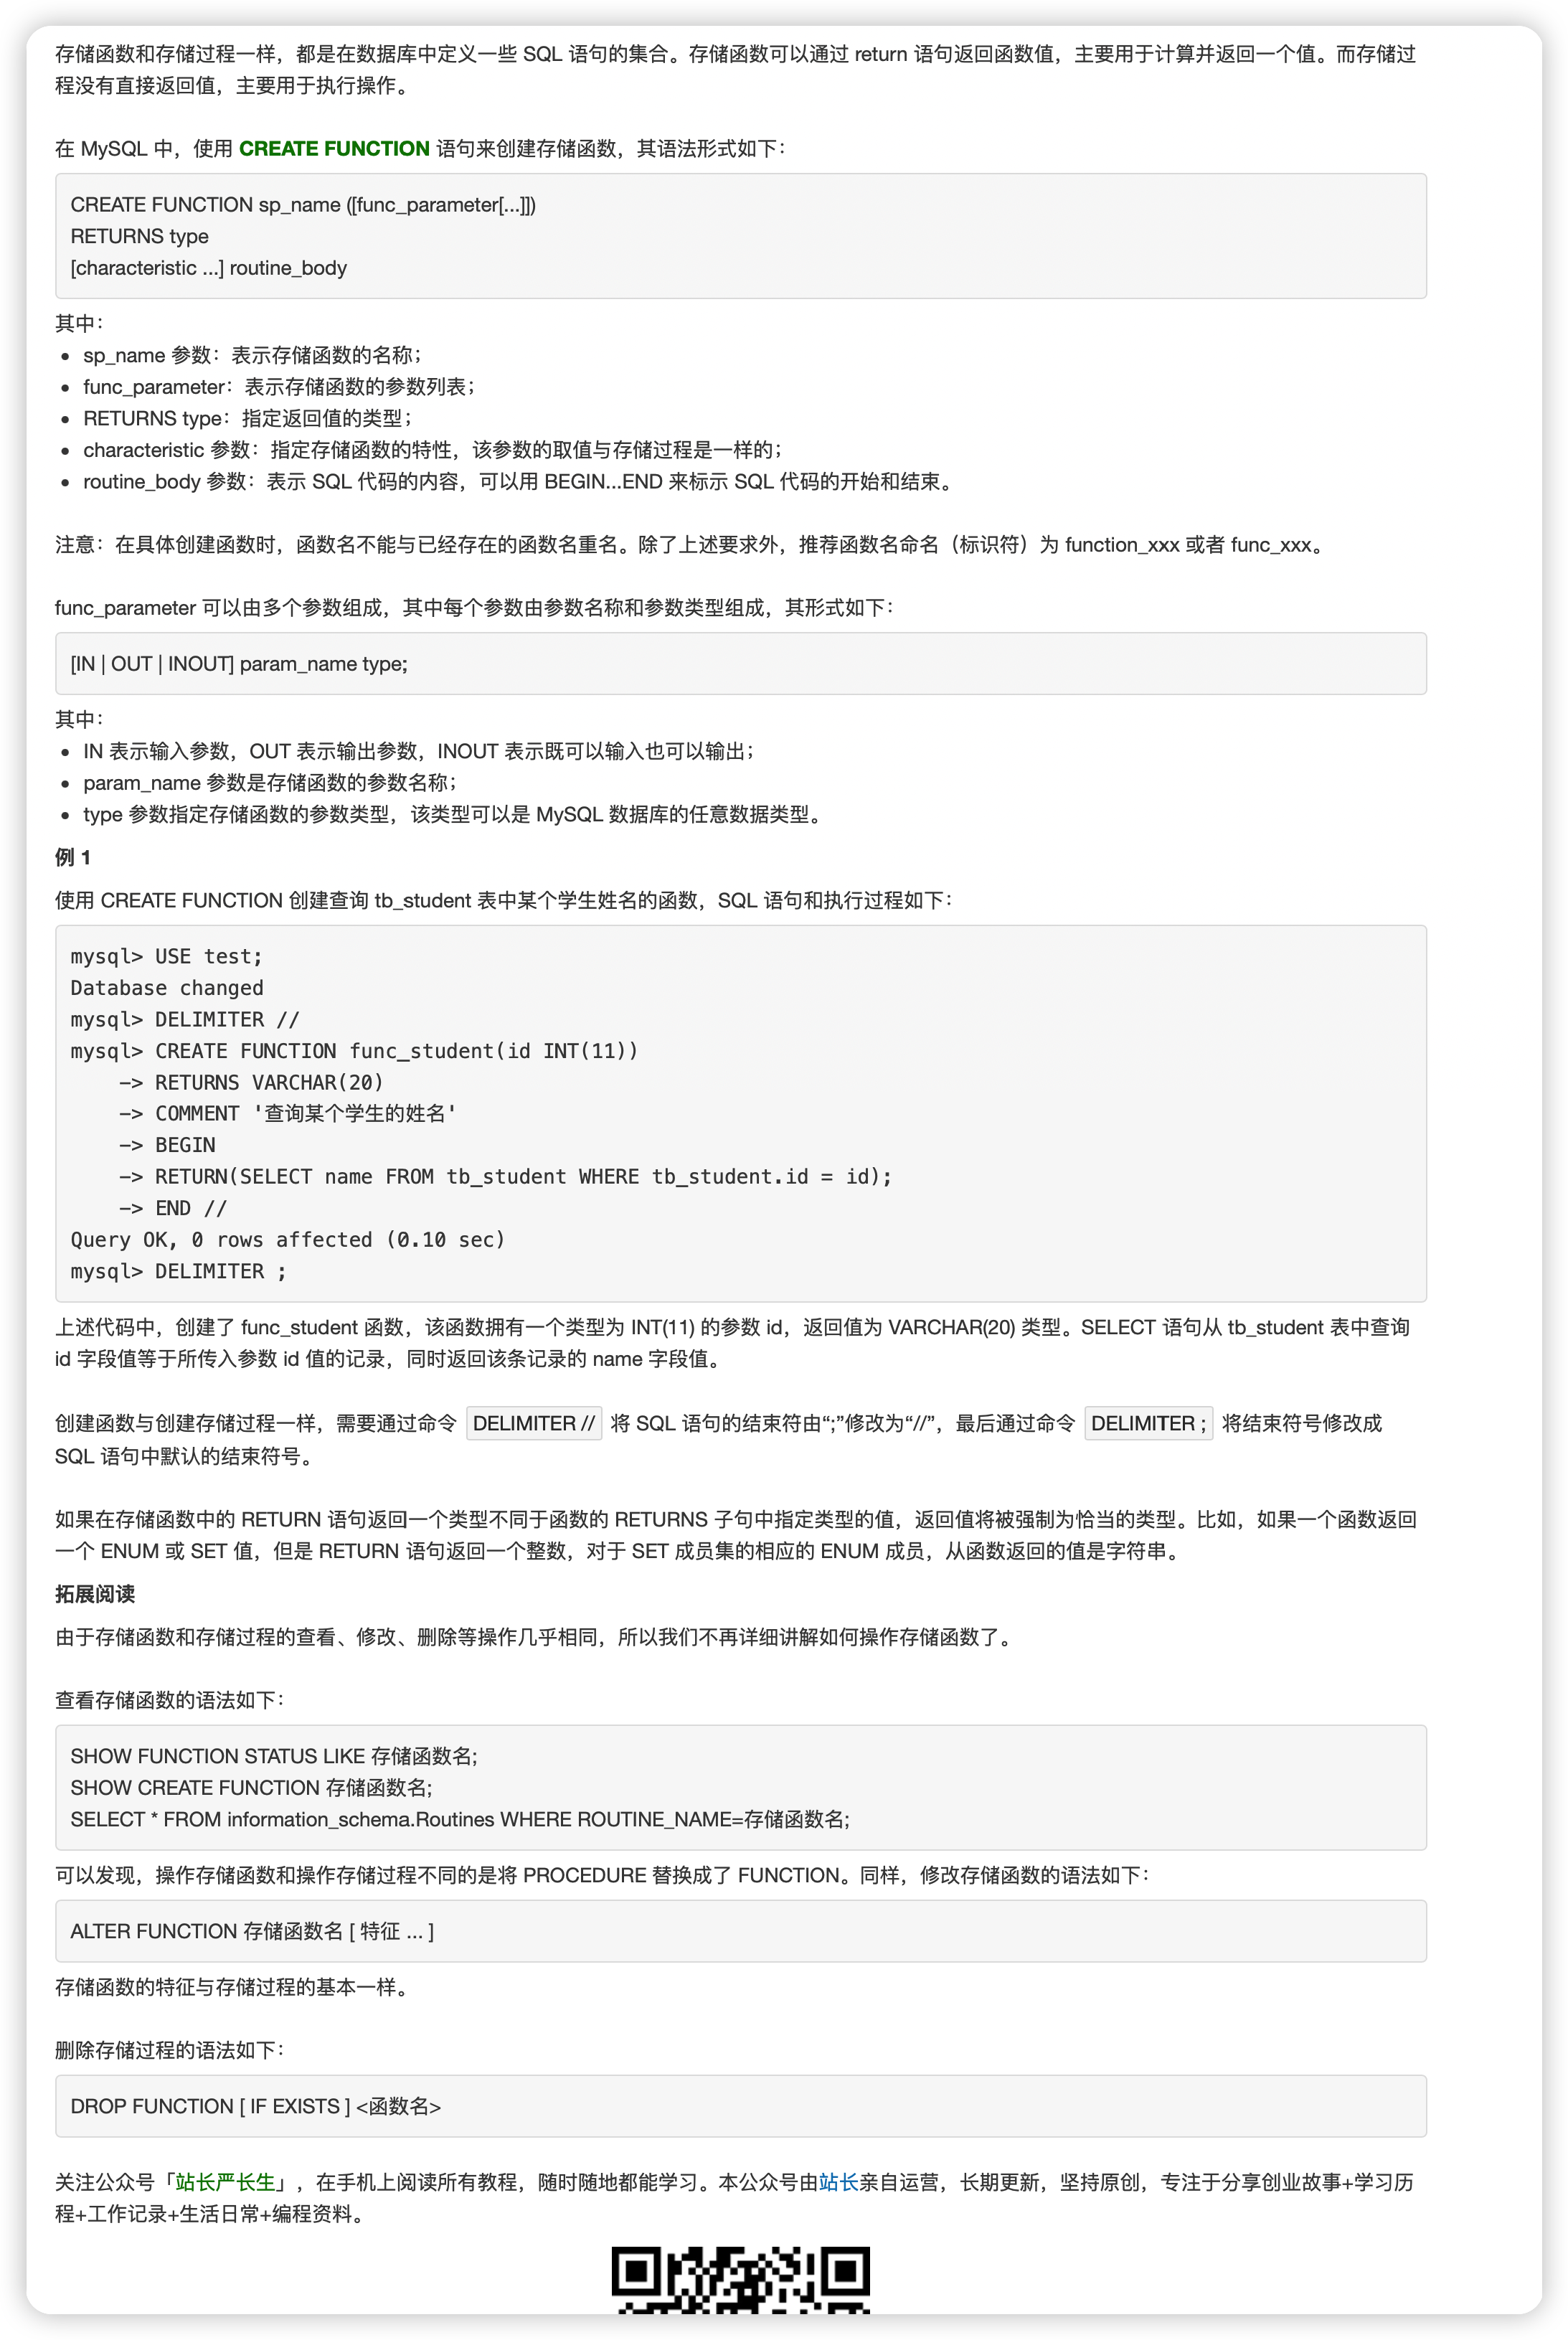 存储函数和存储过程一样，都是在数据库中定义一些 SQL 语句的集合。存储函数可以通过 return 语句返回函数值，主要用于计算并返回一个值。而存储过
程没有直接返回值，主要用于执行操作。
在 MySQL 中，使用 CREATE FUNCTION 语句来创建存储函数，其语法形式如下：
CREATE FUNCTION sp_name ([func_parameter[...]])
RETURNS type
[characteristic ...] routine_body
其中：
• sp_name 参数：表示存储函数的名称；
• func_parameter：表示存储函数的参数列表；
• RETURNS type：指定返回值的类型；
• characteristic 参数：指定存储函数的特性，该参数的取值与存储过程是一样的；
• routine_body 参数：表示 SQL 代码的内容，可以用 BEGIN...END 来标示 SQL 代码的开始和结束。
注意：在具体创建函数时，函数名不能与已经存在的函数名重名。除了上述要求外，推荐函数名命名（标识符）为 function_xxx 或者 func_xxx。
func_parameter 可以由多个参数组成，其中每个参数由参数名称和参数类型组成，其形式如下：
[IN | OUT | INOUT] param_name type;
其中：
• IN 表示输入参数，OUT 表示输出参数，INOUT 表示既可以输入也可以输出；
• param_name 参数是存储函数的参数名称；
• type 参数指定存储函数的参数类型，该类型可以是 MySQL 数据库的任意数据类型。
例 1
使用 CREATE FUNCTION 创建查询 tb_student 表中某个学生姓名的函数，SQL 语句和执行过程如下：
mysql> USE test;
Database changed
mysql> DELIMITER //
mysql> CREATE FUNCTION func_student(id INT(11))
    -> RETURNS VARCHAR(20)
    -> COMMENT '查询某个学生的姓名'
    -> BEGIN
    -> RETURN(SELECT name FROM tb_student WHERE tb_student.id = id);
    -> END //
Query OK, 0 rows affected (0.10 sec)
mysql> DELIMITER ;
上述代码中，创建了 func_student 函数，该函数拥有一个类型为 INT(11) 的参数 id，返回值为 VARCHAR(20) 类型。SELECT 语句从 tb_student 表中查询
id 字段值等于所传入参数 id 值的记录，同时返回该条记录的 name 字段值。
创建函数与创建存储过程一样，需要通过命令 DELIMITER // 将 SQL 语句的结束符由“;”修改为“//”，最后通过命令 DELIMITER ; 将结束符号修改成
SQL 语句中默认的结束符号。
如果在存储函数中的 RETURN 语句返回一个类型不同于函数的 RETURNS 子句中指定类型的值，返回值将被强制为恰当的类型。比如，如果一个函数返回
一个 ENUM 或 SET 值，但是 RETURN 语句返回一个整数，对于 SET 成员集的相应的 ENUM 成员，从函数返回的值是字符串。
拓展阅读
由于存储函数和存储过程的查看、修改、删除等操作几乎相同，所以我们不再详细讲解如何操作存储函数了。
查看存储函数的语法如下：
SHOW FUNCTION STATUS LIKE 存储函数名;
SHOW CREATE FUNCTION 存储函数名;
SELECT * FROM information_schema.Routines WHERE ROUTINE_NAME=存储函数名;
可以发现，操作存储函数和操作存储过程不同的是将 PROCEDURE 替换成了 FUNCTION。同样，修改存储函数的语法如下：
ALTER FUNCTION 存储函数名 [ 特征 ... ]
存储函数的特征与存储过程的基本一样。
删除存储过程的语法如下：
DROP FUNCTION [ IF EXISTS ] <函数名>
关注公众号「站长严长生」，在手机上阅读所有教程，随时随地都能学习。本公众号由站长亲自运营，长期更新，坚持原创，专注于分享创业故事+学习历
程+工作记录+生活日常+编程资料。